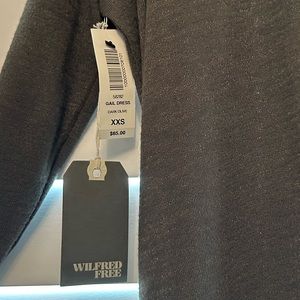 GAIL DRESS
DARK OLIVE
XXS
$85.00
WILFRED
FREE